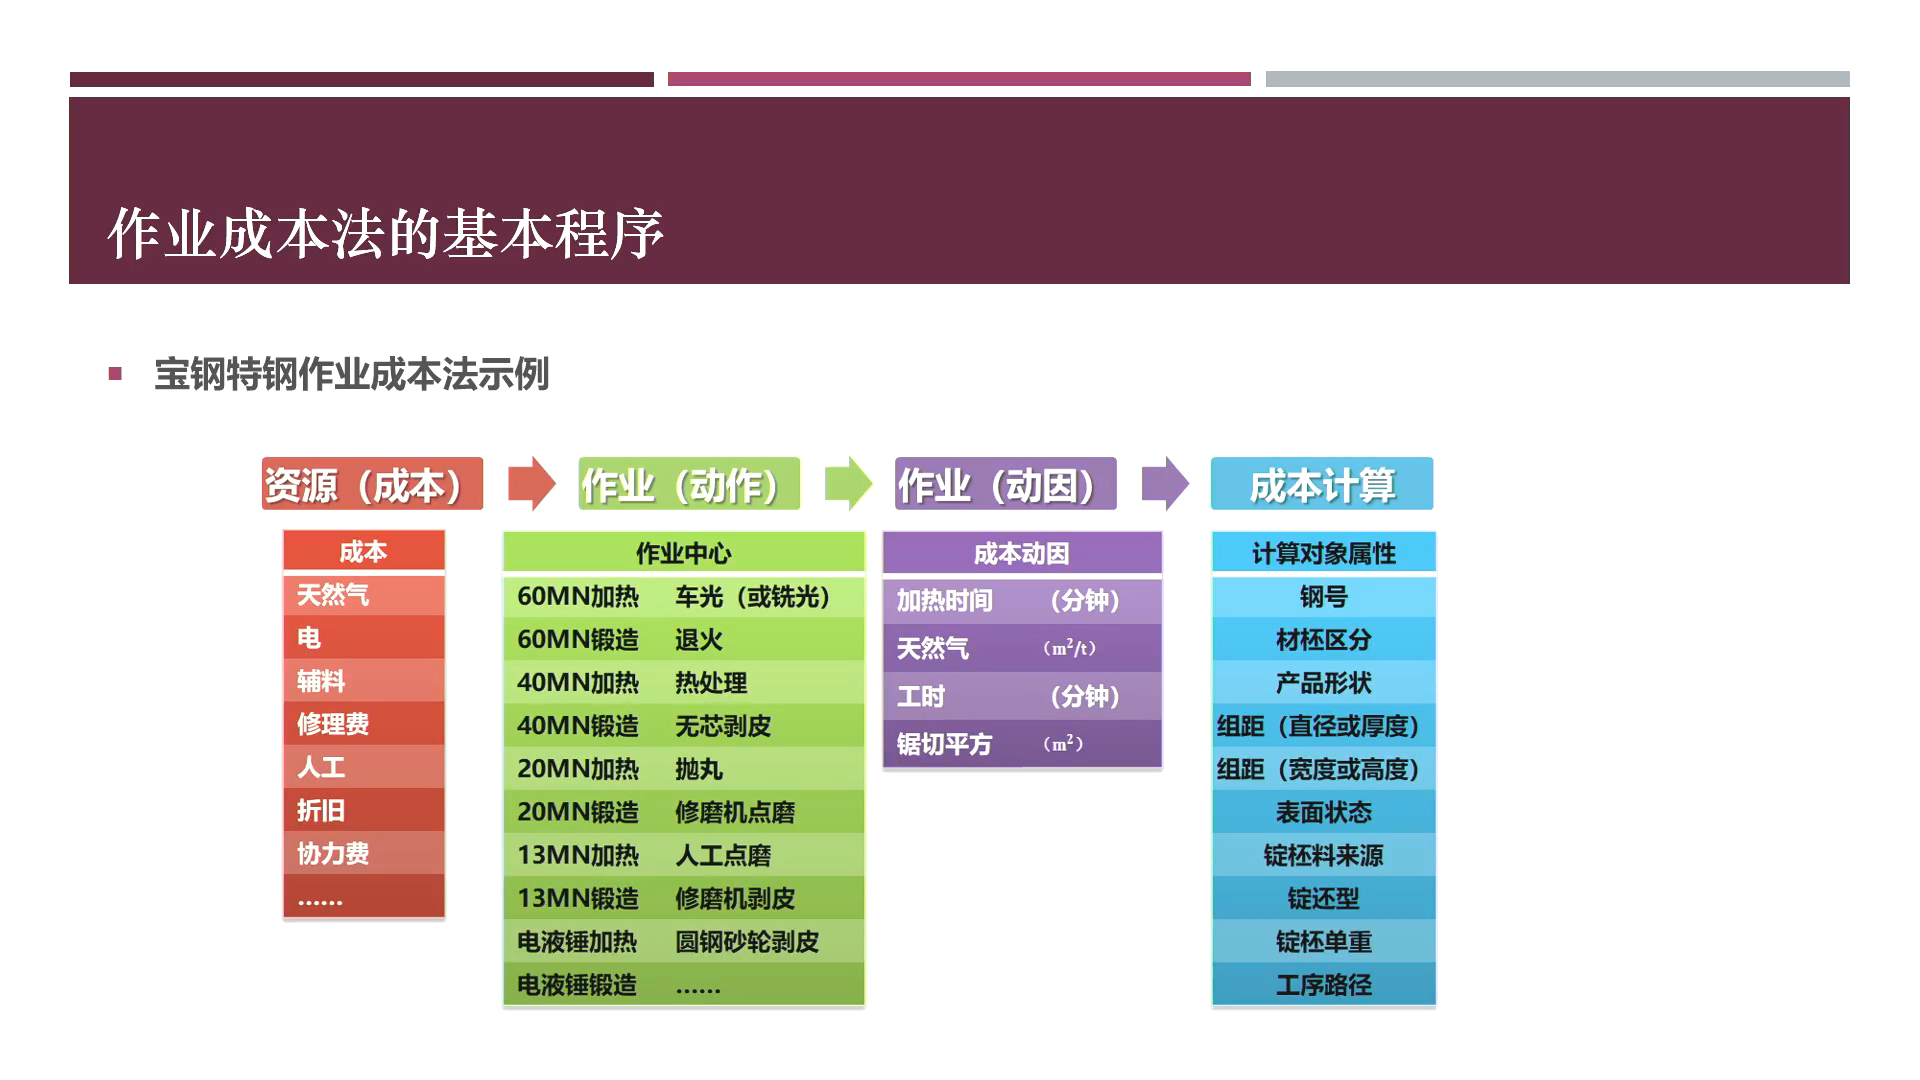 作业成本法的基本程序
宝钢特钢作业成本法示例
资源（成本）
作业（动作）
作业（动因）
成本计算
成本
天然气
电
辅料
修理费
人工
折旧
协力费
……
作业中心
60MN加热 车光（或铣光）
60MN锻造 退火
40MN加热 热处理
40MN锻造 无芯剥皮
20MN加热 抛丸
20MN锻造 修磨机点磨
13MN加热 人工点磨
13MN锻造 修磨机剥皮
电液锤加热 圆钢砂轮剥皮
电液锤锻造 ……
成本动因
加热时间 （分钟）
天然气 （m²/t）
工时 （分钟）
锯切平方 （m²）
计算对象属性
钢号
材柸区分
产品形状
组距（直径或厚度）
组距（宽度或高度）
表面状态
锭柸料来源
锭还型
锭柸单重
工序路径